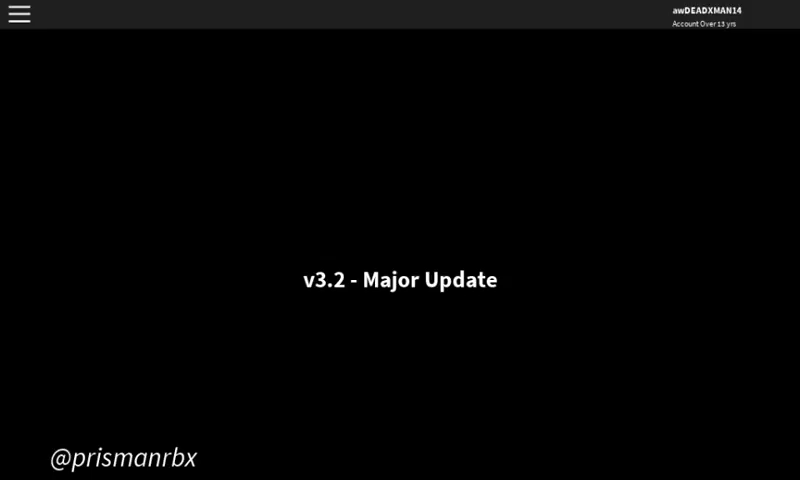 awDEADXMAN14
Account Over 13 yrs
v3.2 - Major Update
@prismanrbx